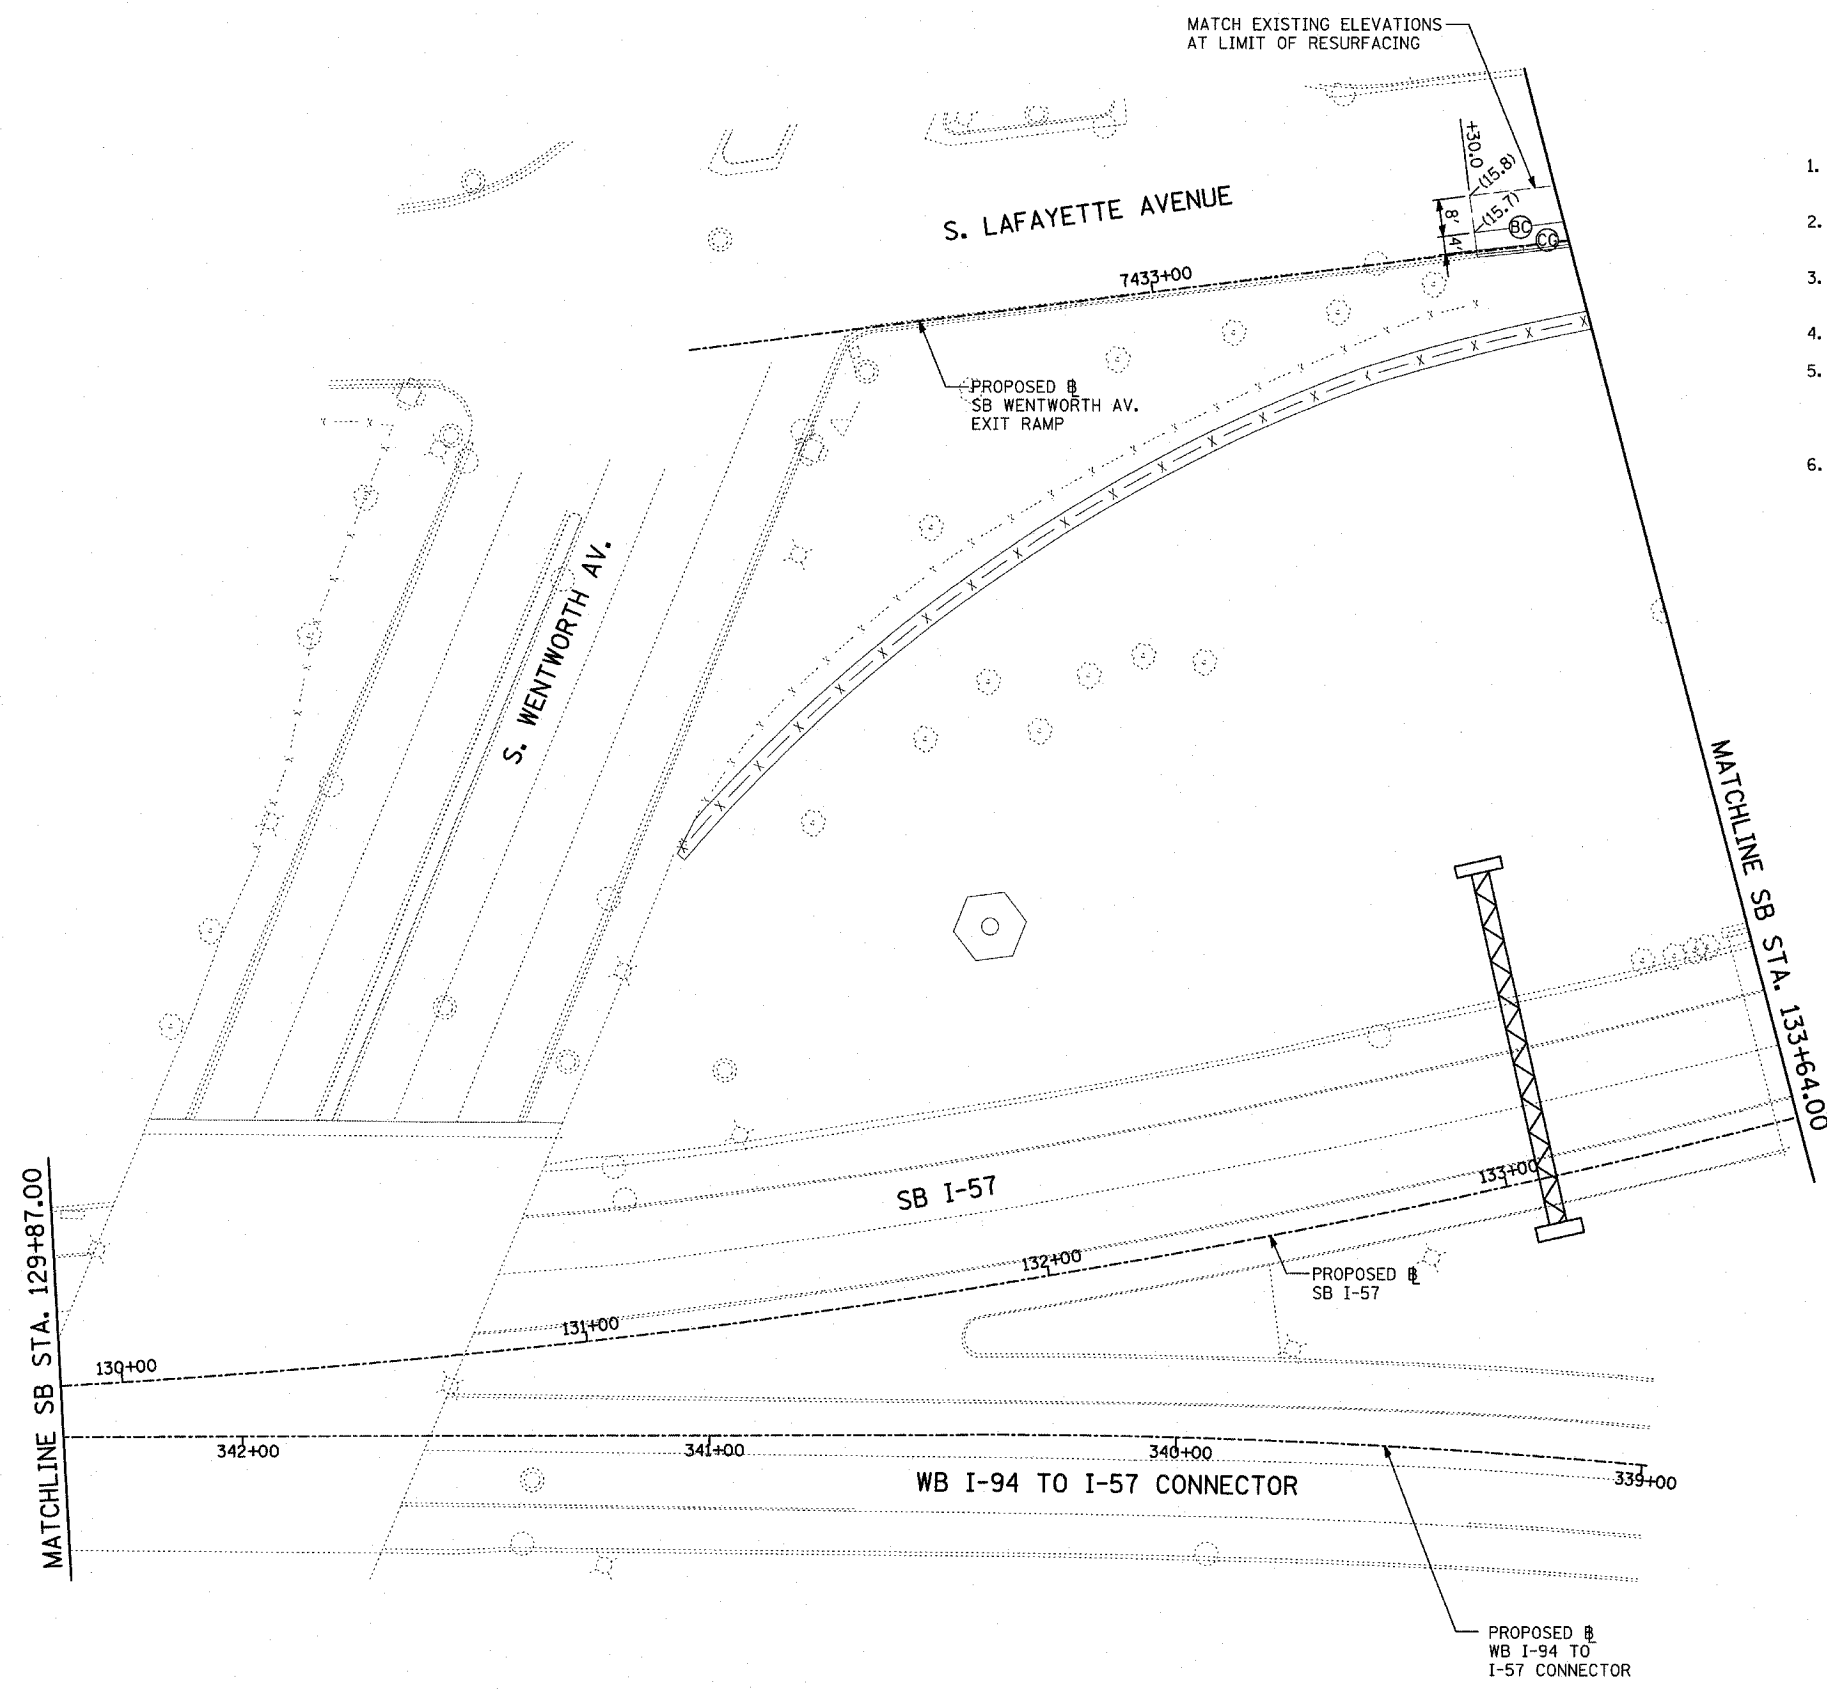 MATCH EXISTING ELEVATIONS
AT LIMIT OF RESURFACING
+30.0
(15.8)
(15.7)
8'
4'
BC
CG
1.
2.
3.
4.
5.
6.
S. LAFAYETTE AVENUE
7433+00
PROPOSED ⅊
SB WENTWORTH AV.
EXIT RAMP
S. WENTWORTH AV.
MATCHLINE SB STA. 133+64.00
MATCHLINE SB STA. 129+87.00
SB I-57
130+00
131+00
132+00
133+00
PROPOSED ⅊
SB I-57
342+00
341+00
340+00
339+00
WB I-94 TO I-57 CONNECTOR
PROPOSED ⅊
WB I-94 TO
I-57 CONNECTOR